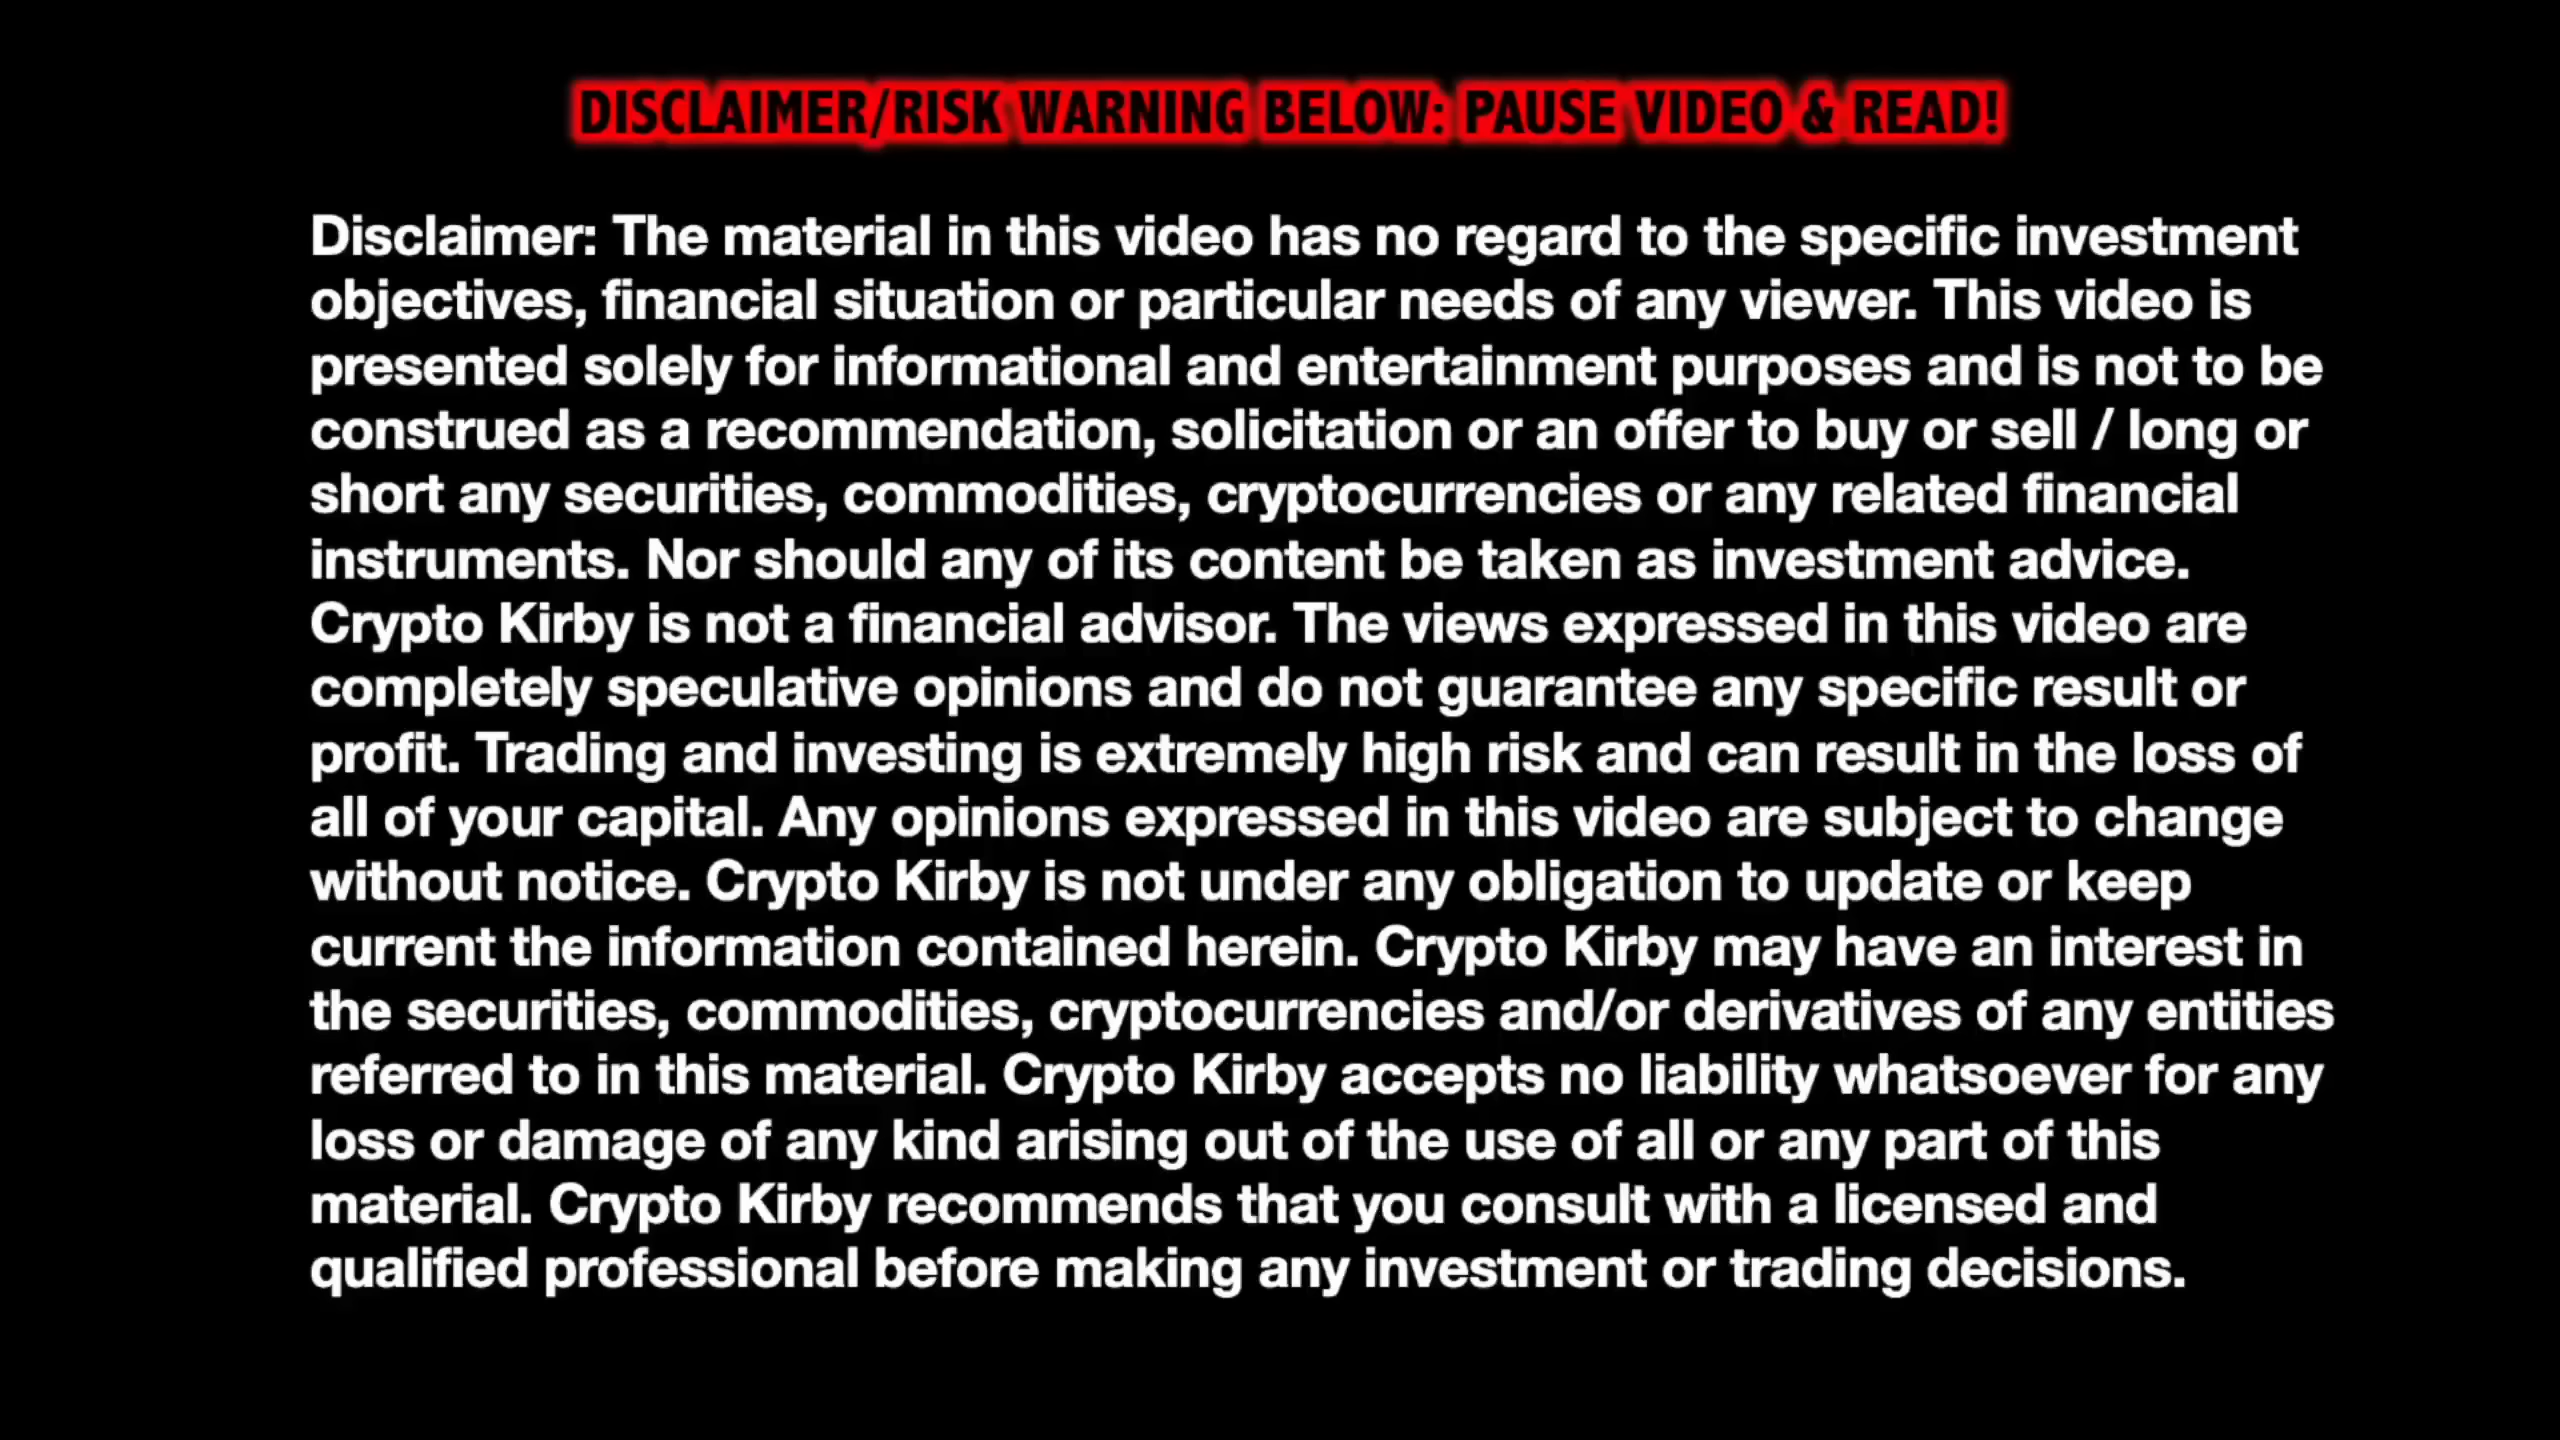 DISCLAIMER/RISK WARNING BELOW: PAUSE VIDEO & READ!
Disclaimer: The material in this video has no regard to the specific investment
objectives, financial situation or particular needs of any viewer. This video is
presented solely for informational and entertainment purposes and is not to be
construed as a recommendation, solicitation or an offer to buy or sell / long or
short any securities, commodities, cryptocurrencies or any related financial
instruments. Nor should any of its content be taken as investment advice.
Crypto Kirby is not a financial advisor. The views expressed in this video are
completely speculative opinions and do not guarantee any specific result or
profit. Trading and investing is extremely high risk and can result in the loss of
all of your capital. Any opinions expressed in this video are subject to change
without notice. Crypto Kirby is not under any obligation to update or keep
current the information contained herein. Crypto Kirby may have an interest in
the securities, commodities, cryptocurrencies and/or derivatives of any entities
referred to in this material. Crypto Kirby accepts no liability whatsoever for any
loss or damage of any kind arising out of the use of all or any part of this
material. Crypto Kirby recommends that you consult with a licensed and
qualified professional before making any investment or trading decisions.